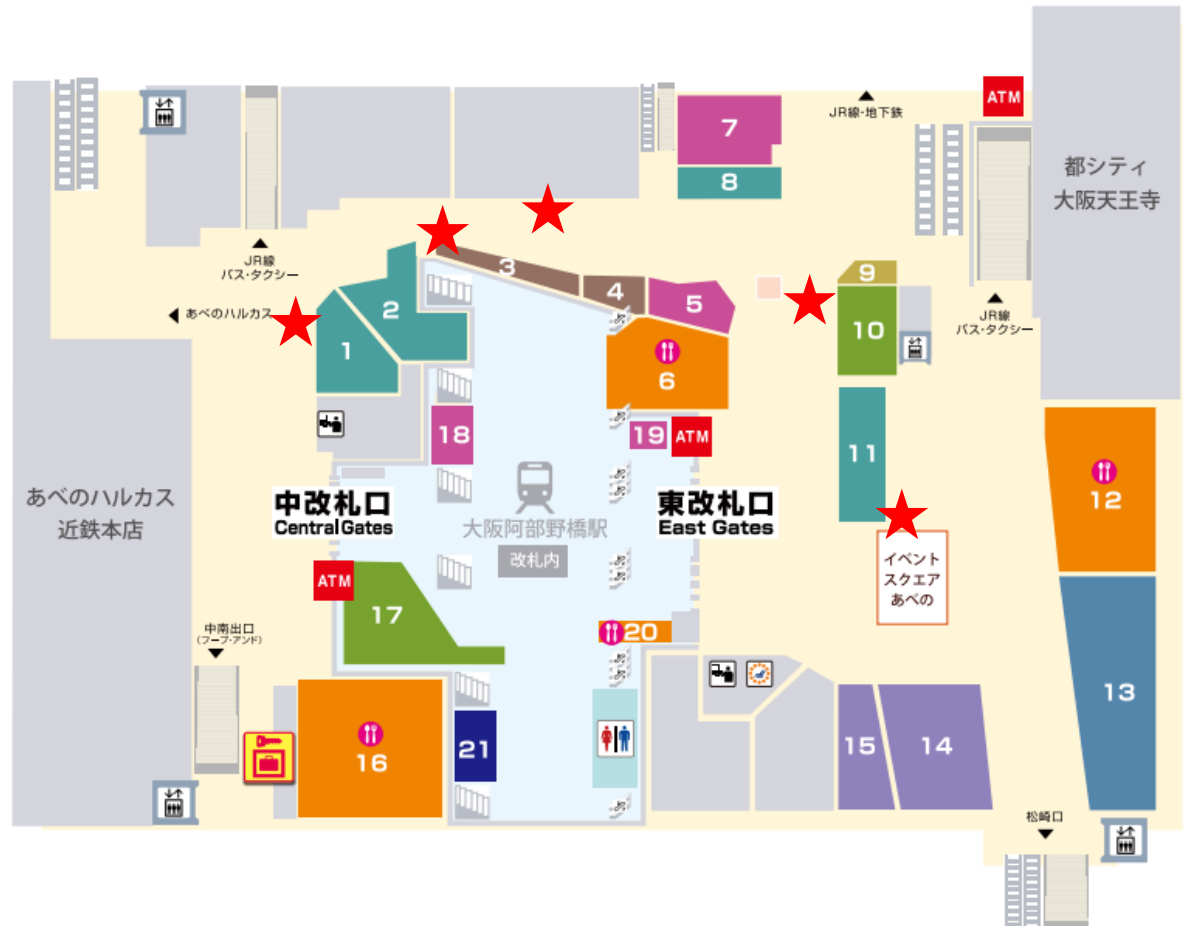 ATM
JR線・地下鉄
7
8
都シティ
大阪天王寺
JR線
バス・タクシー
3
9
4
5
2
あべのハルカス
1
10
JR線
バス・タクシー
6
18
19
ATM
11
12
あべのハルカス
近鉄本店
中改札口
Central Gates
大阪阿部野橋駅
改札内
東改札口
East Gates
イベント
スクエア
あべの
ATM
17
20
中南出口
(フープ・アンド)
13
16
21
15
14
松崎口